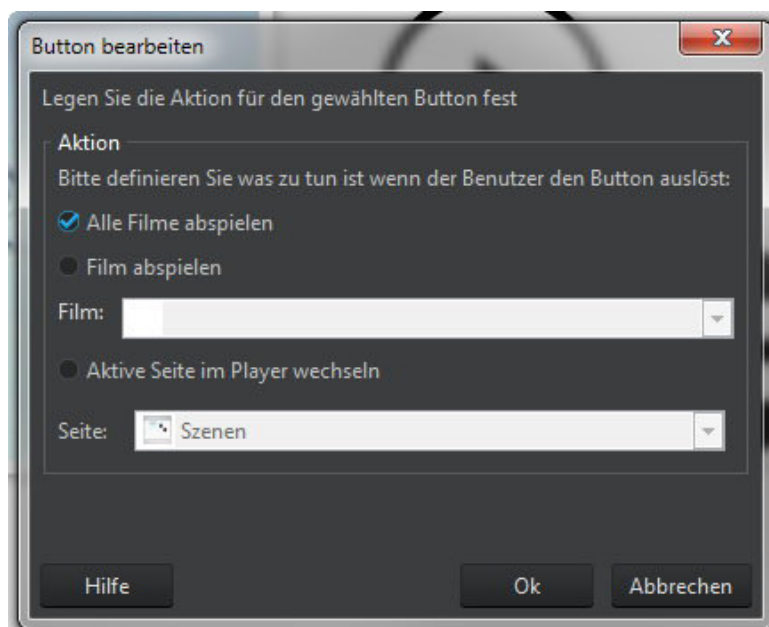 Button bearbeiten
Legen Sie die Aktion für den gewählten Button fest
Aktion
Bitte definieren Sie was zu tun ist wenn der Benutzer den Button auslöst:
Alle Filme abspielen
Film abspielen
Film:
Aktive Seite im Player wechseln
Seite: Szenen
Hilfe Ok Abbrechen